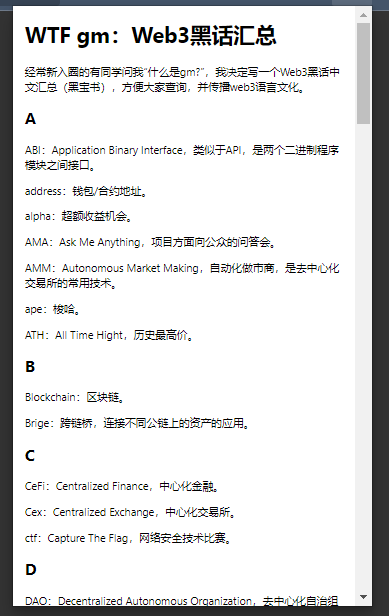 WTF gm：Web3黑话汇总
经常新入圈的有同学问我“什么是gm?”，我决定写一个Web3黑话中
文汇总（黑宝书），方便大家查询，并传播web3语言文化。
A
ABI：Application Binary Interface，类似于API，是两个二进制程序
模块之间接口。
address：钱包/合约地址。
alpha：超额收益机会。
AMA：Ask Me Anything，项目方面向公众的问答会。
AMM：Autonomous Market Making，自动化做市商，是去中心化
交易所的常用技术。
ape：梭哈。
ATH：All Time Hight，历史最高价。
B
Blockchain：区块链。
Brige：跨链桥，连接不同公链上的资产的应用。
C
CeFi：Centralized Finance，中心化金融。
Cex：Centralized Exchange，中心化交易所。
ctf：Capture The Flag，网络安全技术比赛。
D
DAO：Decentralized Autonomous Organization，去中心化自治组